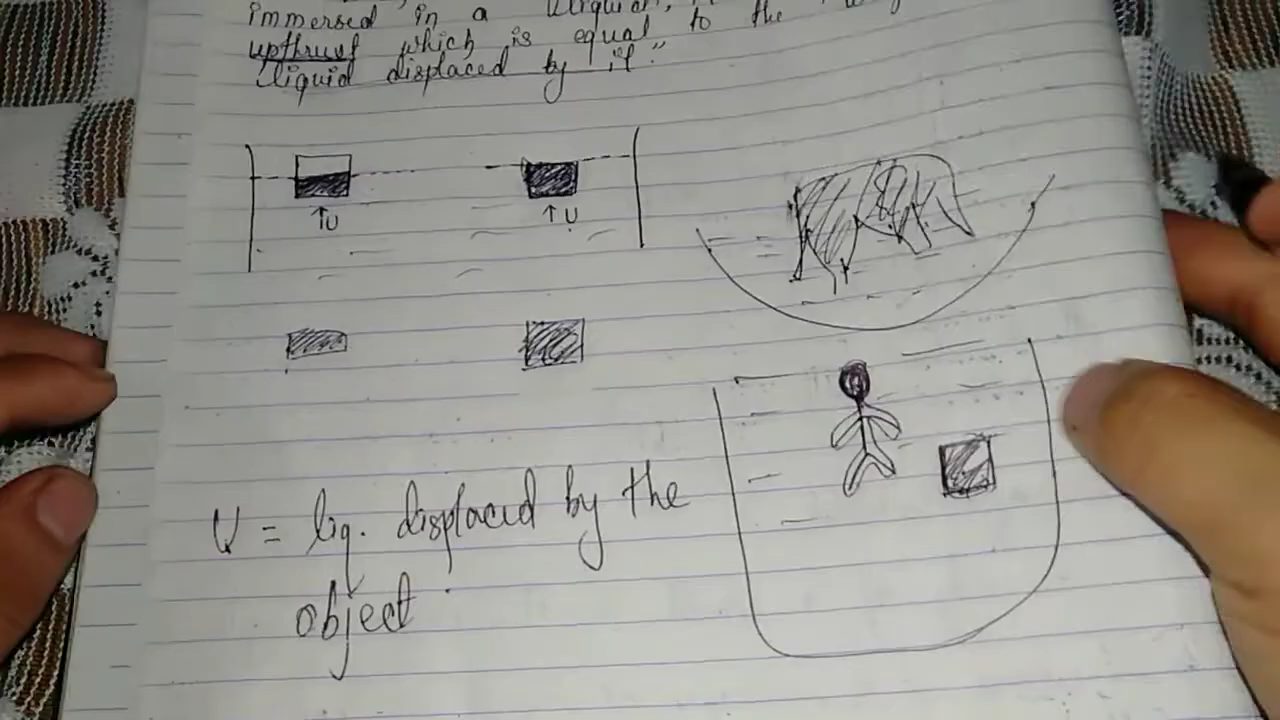 immersed in a
upthrust which is equal to the
liquid displaced by it."
↑U ↑U
U = liq. displaced by the
object